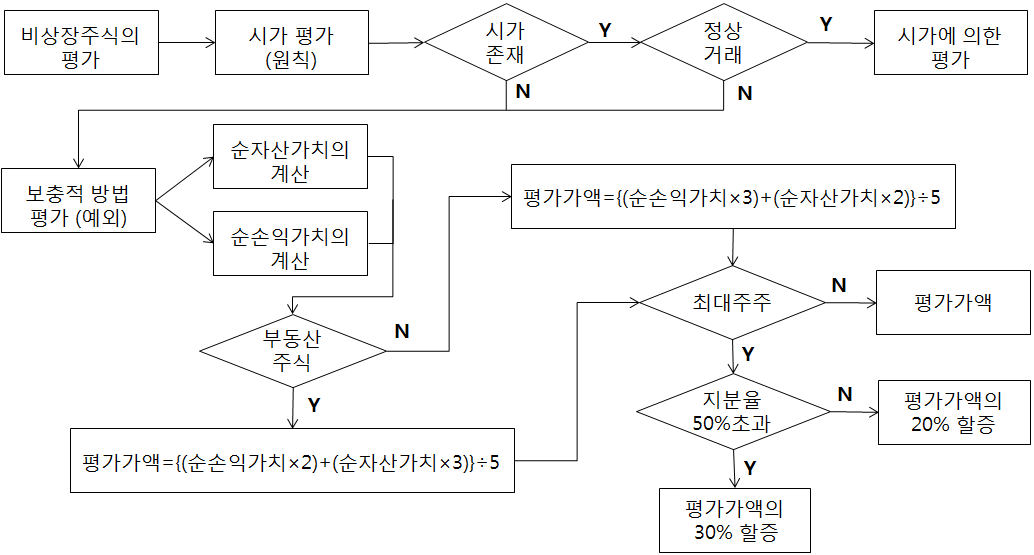 비상장주식의
평가
시가 평가
(원칙)
시가
존재
Y
정상
거래
Y
시가에 의한
평가
N
N
보충적 방법
평가 (예외)
순자산가치의
계산
순손익가치의
계산
평가가액={(순손익가치×3)+(순자산가치×2)}÷5
부동산
주식
N
Y
평가가액={(순손익가치×2)+(순자산가치×3)}÷5
최대주주
N
평가가액
Y
지분율
50%초과
N
평가가액의
20% 할증
Y
평가가액의
30% 할증